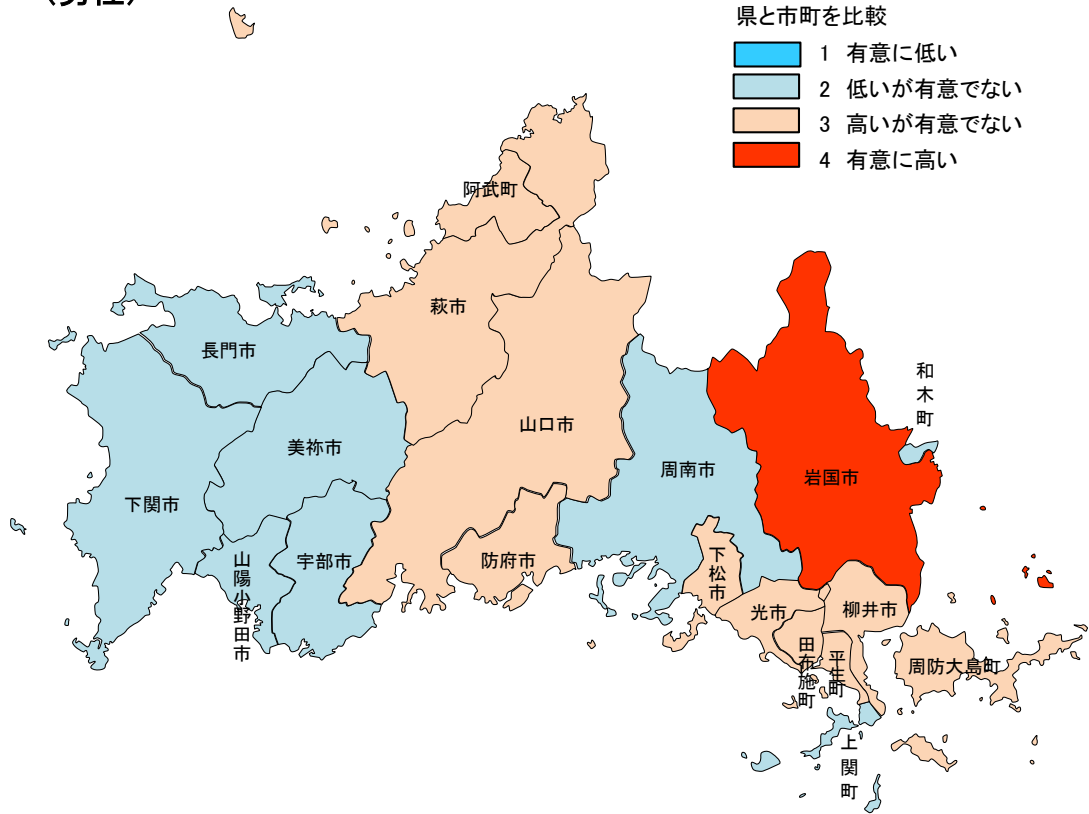 県と市町を比較
1 有意に低い
2 低いが有意でない
3 高いが有意でない
4 有意に高い
阿武町
萩市
長門市
和木町
山口市
美祢市
周南市
岩国市
下関市
宇部市
防府市
山陽小野田市
下松市
光市
柳井市
田布施町
平生町
周防大島町
上関町